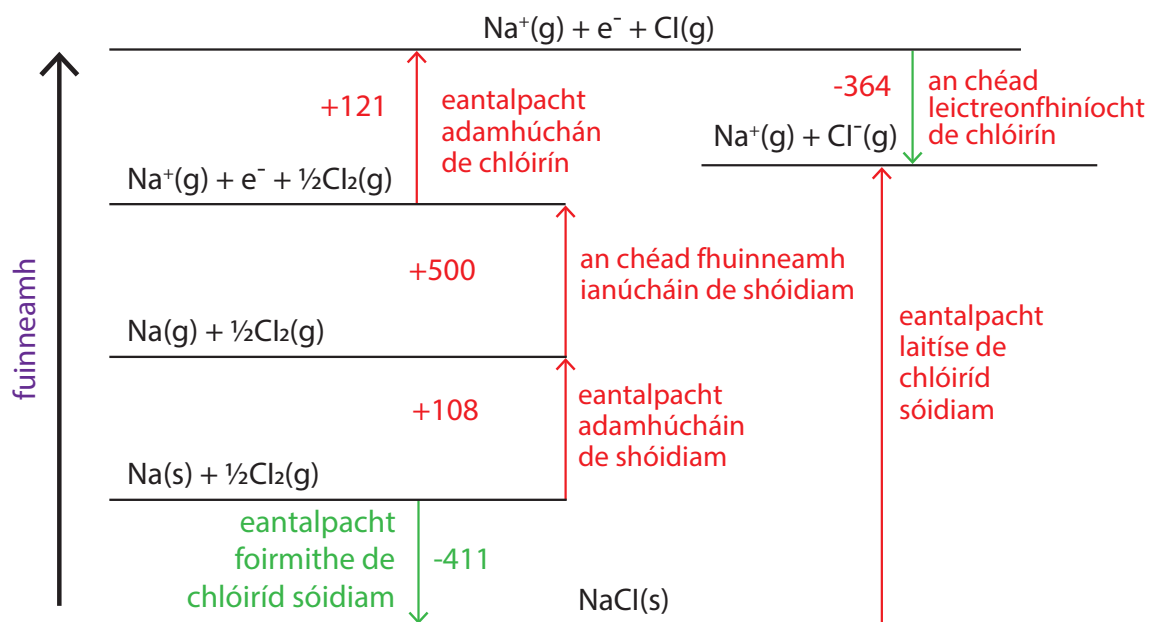 Na⁺(g) + e⁻ + Cl(g)
+121
eantalpacht
adamhúchán
de chlóirín
-364
an chéad
leictreonfhiníocht
de chlóirín
Na⁺(g) + Cl⁻(g)
Na⁺(g) + e⁻ + ½Cl₂(g)
+500
an chéad fhuinneamh
ianúcháin de shóidiam
Na(g) + ½Cl₂(g)
fuinneamh
eantalpacht
laitíse de
chlóiríd
sóidiam
+108
eantalpacht
adamhúcháin
de shóidiam
Na(s) + ½Cl₂(g)
eantalpacht
foirmithe de
chlóiríd sóidiam
-411
NaCl(s)